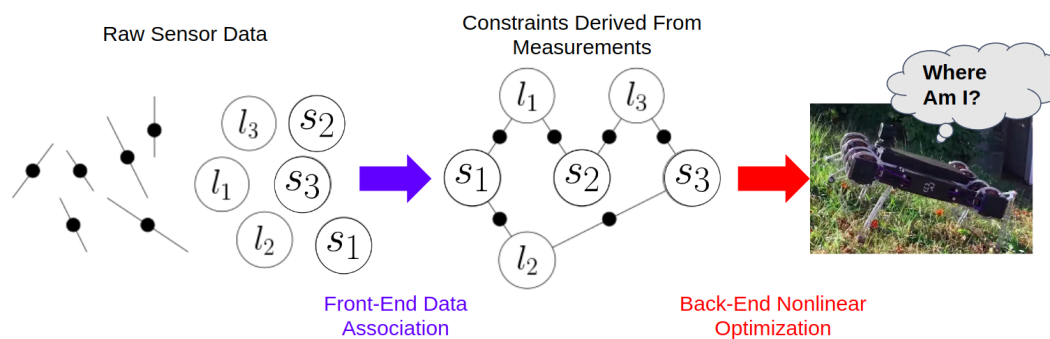 Raw Sensor Data
Constraints Derived From
Measurements
Where
Am I?
l1
l3
l3
s2
l1
s3
s1
s2
s3
l2
s1
l2
Front-End Data
Association
Back-End Nonlinear
Optimization